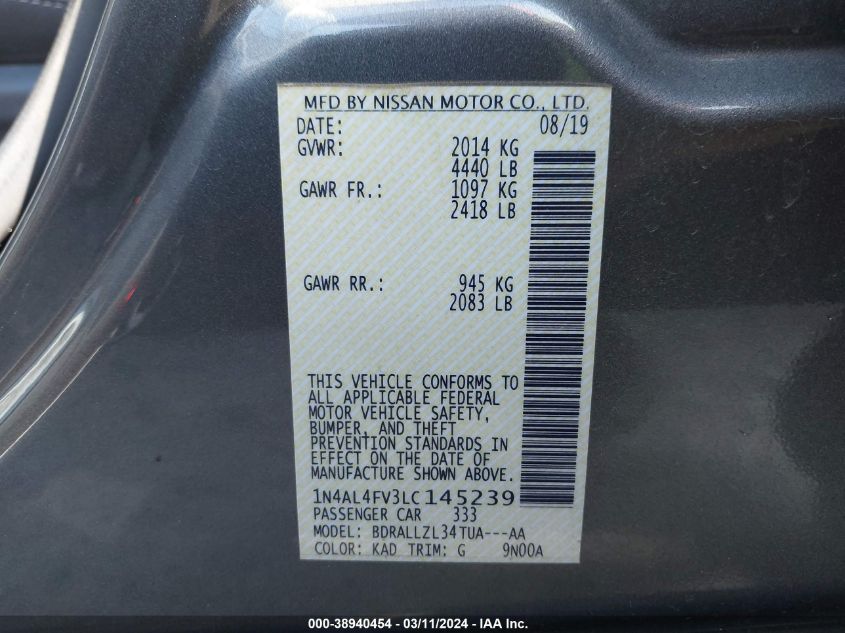 MFD BY NISSAN MOTOR CO., LTD.
DATE: 08/19
GVWR: 2014 KG
4440 LB
GAWR FR.: 1097 KG
2418 LB
GAWR RR.: 945 KG
2083 LB
THIS VEHICLE CONFORMS TO
ALL APPLICABLE FEDERAL
MOTOR VEHICLE SAFETY,
BUMPER, AND THEFT
PREVENTION STANDARDS IN
EFFECT ON THE DATE OF
MANUFACTURE SHOWN ABOVE.
1N4AL4FV3LC145239
PASSENGER CAR 333
MODEL: BDRALLZL34TUA---AA
COLOR: KAD TRIM: G 9N00A
000-38940454 - 03/11/2024 - IAA Inc.